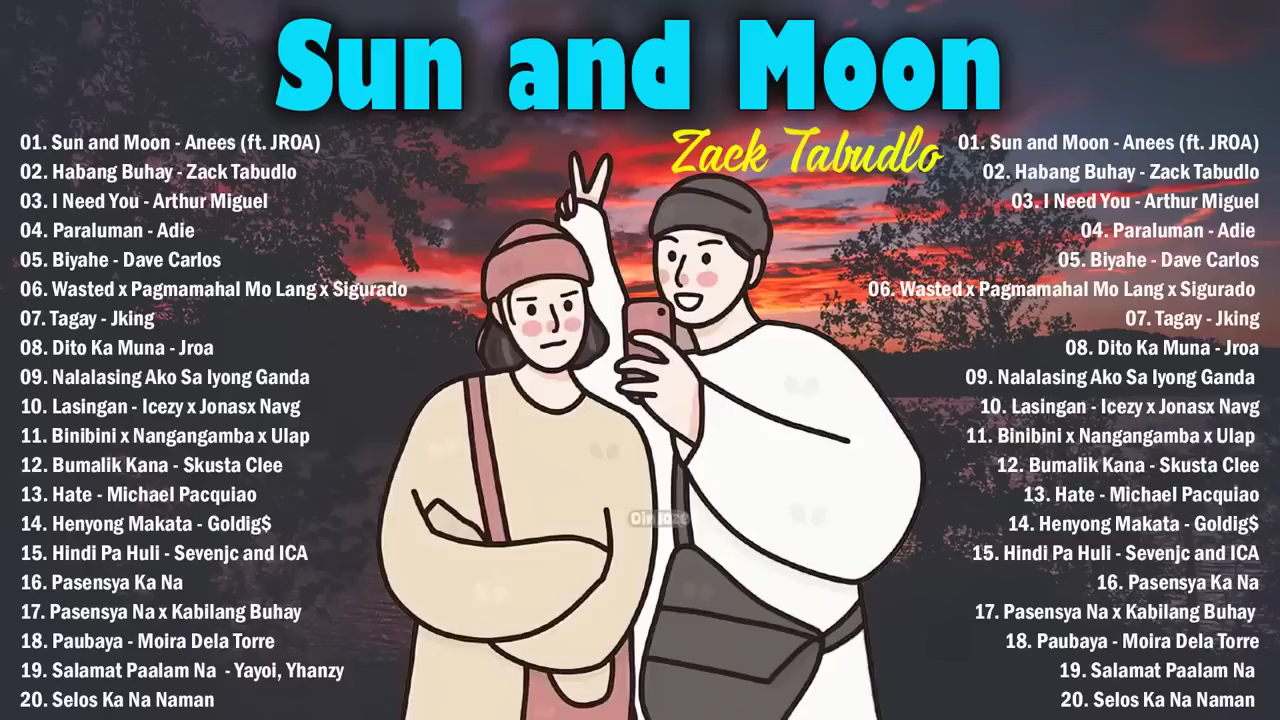 Sun and Moon
Zack Tabudlo
01. Sun and Moon - Anees (ft. JROA)
02. Habang Buhay - Zack Tabudlo
03. I Need You - Arthur Miguel
04. Paraluman - Adie
05. Biyahe - Dave Carlos
06. Wasted x Pagmamahal Mo Lang x Sigurado
07. Tagay - Jking
08. Dito Ka Muna - Jroa
09. Nalalasing Ako Sa Iyong Ganda
10. Lasingan - Icezy x Jonasx Navg
11. Binibini x Nangangamba x Ulap
12. Bumalik Kana - Skusta Clee
13. Hate - Michael Pacquiao
14. Henyong Makata - Goldig$
15. Hindi Pa Huli - Sevenjc and ICA
16. Pasensya Ka Na
17. Pasensya Na x Kabilang Buhay
18. Paubaya - Moira Dela Torre
19. Salamat Paalam Na - Yayoi, Yhanzy
20. Selos Ka Na Naman
01. Sun and Moon - Anees (ft. JROA)
02. Habang Buhay - Zack Tabudlo
03. I Need You - Arthur Miguel
04. Paraluman - Adie
05. Biyahe - Dave Carlos
06. Wasted x Pagmamahal Mo Lang x Sigurado
07. Tagay - Jking
08. Dito Ka Muna - Jroa
09. Nalalasing Ako Sa Iyong Ganda
10. Lasingan - Icezy x Jonasx Navg
11. Binibini x Nangangamba x Ulap
12. Bumalik Kana - Skusta Clee
13. Hate - Michael Pacquiao
14. Henyong Makata - Goldig$
15. Hindi Pa Huli - Sevenjc and ICA
16. Pasensya Ka Na
17. Pasensya Na x Kabilang Buhay
18. Paubaya - Moira Dela Torre
19. Salamat Paalam Na
20. Selos Ka Na Naman